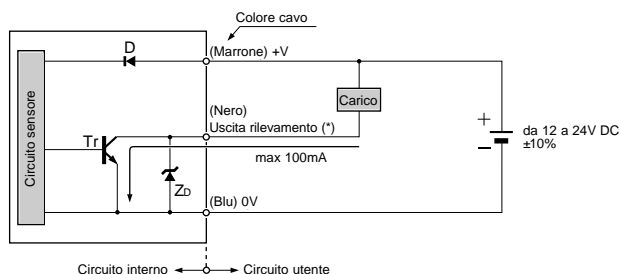 Colore cavo
D
(Marrone) +V
Circuito sensore
Carico
(Nero)
Uscita rilevamento (*)
Tr
max 100mA
+
−
da 12 a 24V DC
±10%
ZD
(Blu) 0V
Circuito interno
Circuito utente